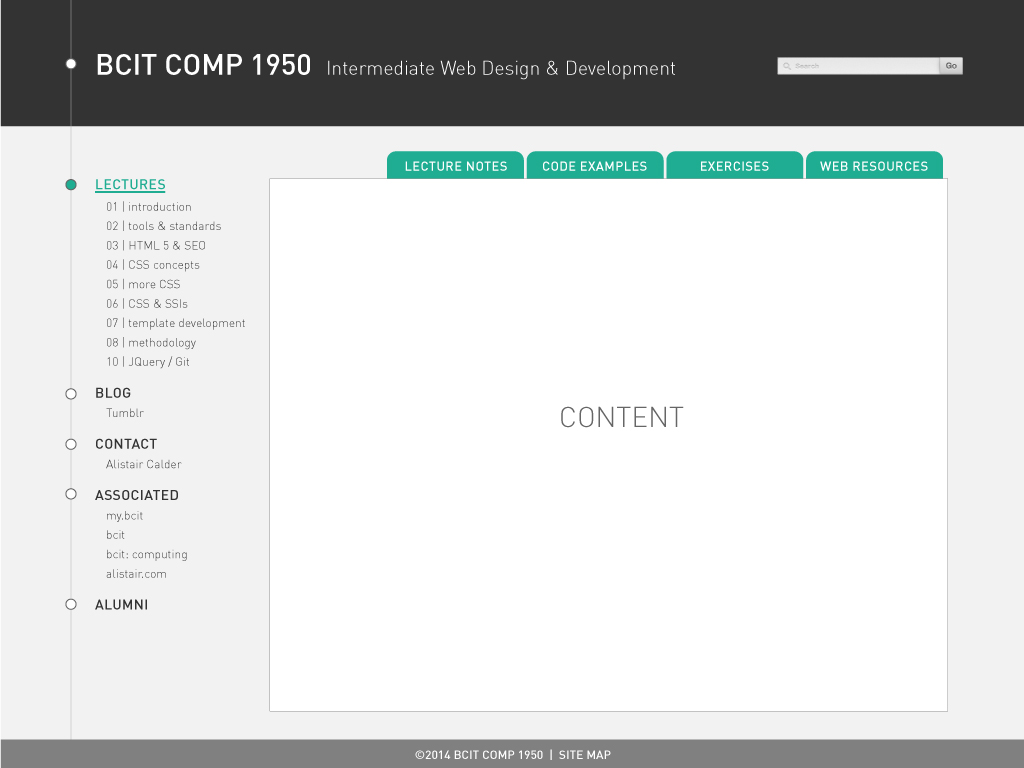 BCIT COMP 1950 Intermediate Web Design & Development
Search Go
LECTURE NOTES CODE EXAMPLES EXERCISES WEB RESOURCES
LECTURES
01 | introduction
02 | tools & standards
03 | HTML 5 & SEO
04 | CSS concepts
05 | more CSS
06 | CSS & SSIs
07 | template development
08 | methodology
10 | JQuery / Git
BLOG
Tumblr
CONTACT
Alistair Calder
ASSOCIATED
my.bcit
bcit
bcit: computing
alistair.com
ALUMNI
CONTENT
©2014 BCIT COMP 1950 | SITE MAP